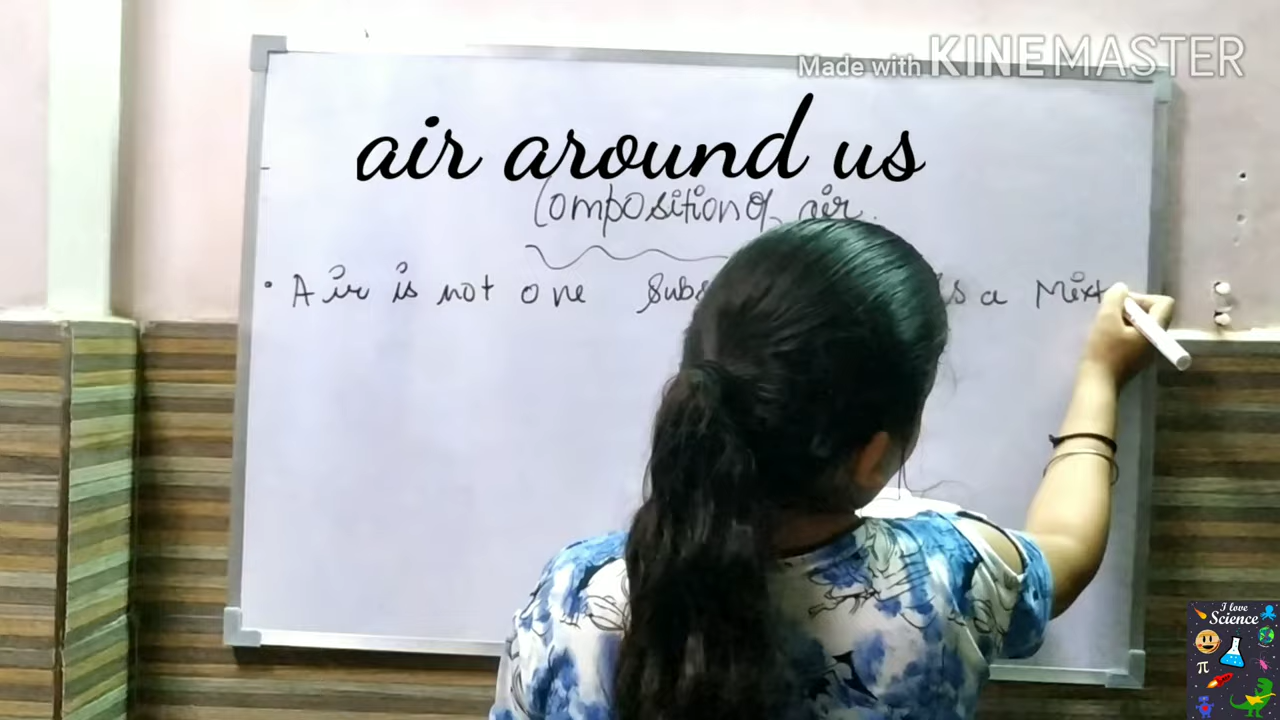 Made with KINEMASTER
air around us
Composition of air.
• Air is not one Subs is a Mixt
I love
Science
π